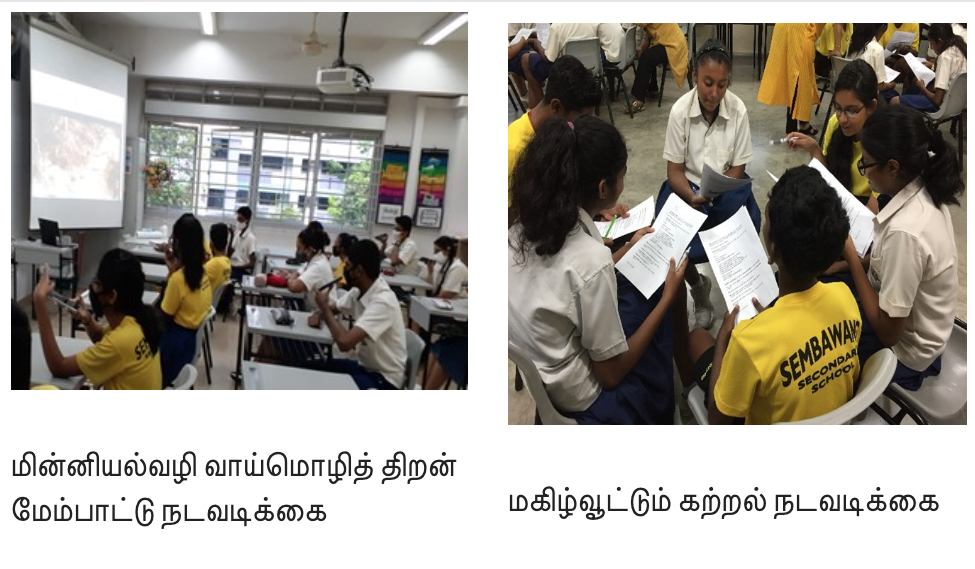 SEMBAWANG
SECONDARY
SCHOOL
மின்னியல்வழி வாய்மொழித் திறன்
மேம்பாட்டு நடவடிக்கை
மகிழ்வூட்டும் கற்றல் நடவடிக்கை